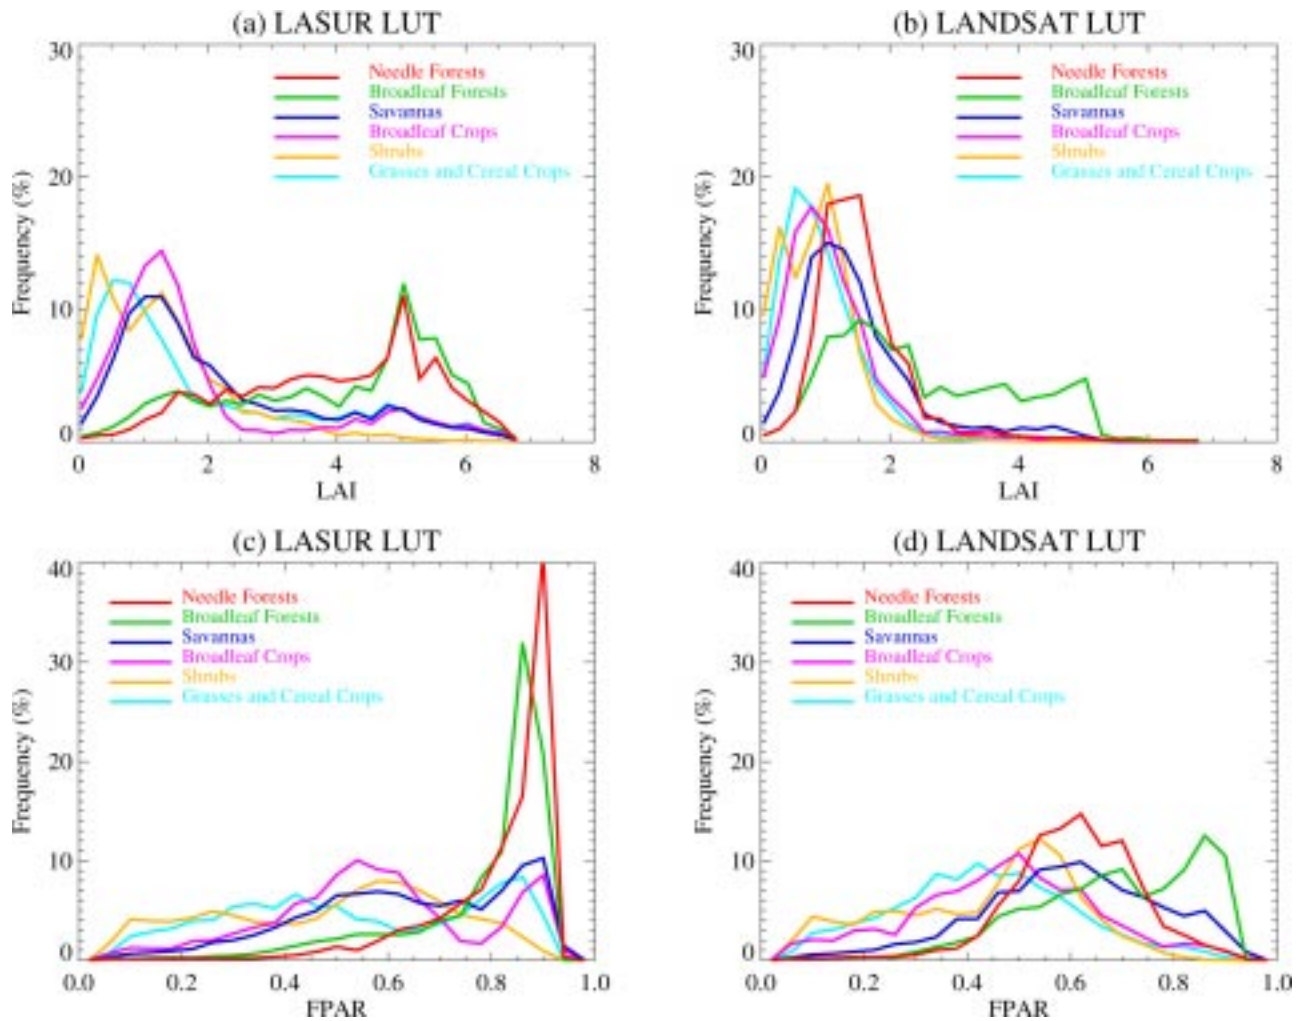 (a) LASUR LUT
30
20
10
0
Frequency (%)
Needle Forests
Broadleaf Forests
Savannas
Broadleaf Crops
Shrubs
Grasses and Cereal Crops
0 2 4 6 8
LAI
(b) LANDSAT LUT
30
20
10
0
Frequency (%)
Needle Forests
Broadleaf Forests
Savannas
Broadleaf Crops
Shrubs
Grasses and Cereal Crops
0 2 4 6 8
LAI
(c) LASUR LUT
40
30
20
10
0
Frequency (%)
Needle Forests
Broadleaf Forests
Savannas
Broadleaf Crops
Shrubs
Grasses and Cereal Crops
0.0 0.2 0.4 0.6 0.8 1.0
FPAR
(d) LANDSAT LUT
40
30
20
10
0
Frequency (%)
Needle Forests
Broadleaf Forests
Savannas
Broadleaf Crops
Shrubs
Grasses and Cereal Crops
0.0 0.2 0.4 0.6 0.8 1.0
FPAR